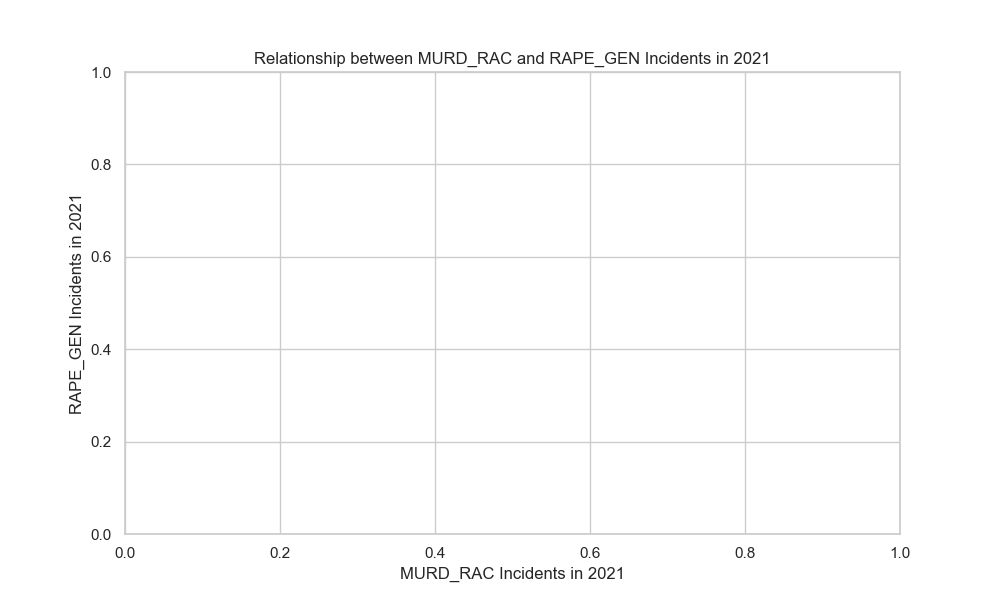 Relationship between MURD_RAC and RAPE_GEN Incidents in 2021
RAPE_GEN Incidents in 2021
1.0
0.8
0.6
0.4
0.2
0.0
0.0 0.2 0.4 0.6 0.8 1.0
MURD_RAC Incidents in 2021